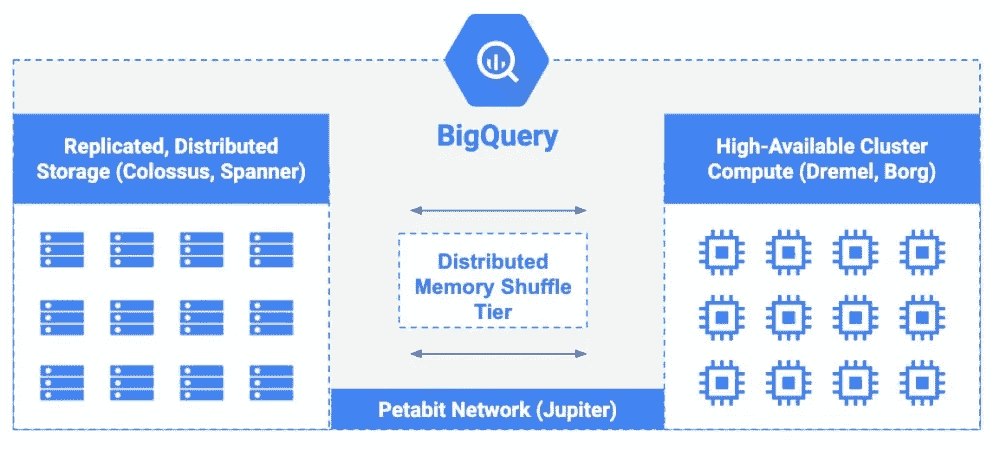 BigQuery
Replicated, Distributed
Storage (Colossus, Spanner)
High-Available Cluster
Compute (Dremel, Borg)
Distributed
Memory Shuffle
Tier
Petabit Network (Jupiter)